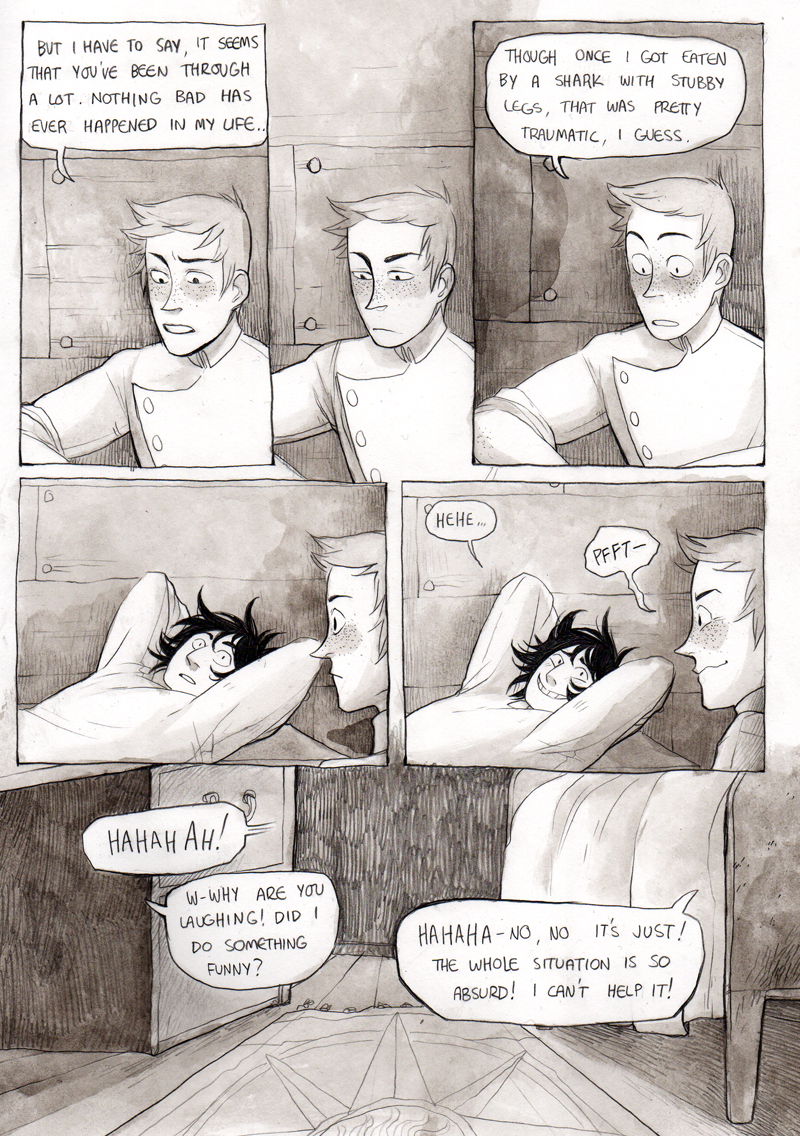 BUT I HAVE TO SAY, IT SEEMS
THAT YOU'VE BEEN THROUGH
A LOT. NOTHING BAD HAS
EVER HAPPENED IN MY LIFE..
THOUGH ONCE I GOT EATEN
BY A SHARK WITH STUBBY
LEGS, THAT WAS PRETTY
TRAUMATIC, I GUESS.
HEHE...
PFFT—
HAHAH AH!
W-WHY ARE YOU
LAUGHING! DID I
DO SOMETHING
FUNNY?
HAHAHA-NO, NO IT'S JUST!
THE WHOLE SITUATION IS SO
ABSURD! I CAN'T HELP IT!